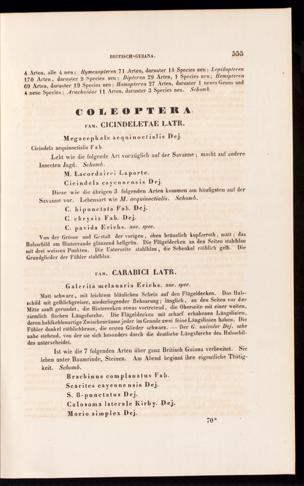 BRITISCH-GUIANA. 555
4 Arten, alle 4 neu; Hymenopteren 71 Arten, darunter 18 Species neu; Lepidopteren
170 Arten, darunter 9 Species neu; Dipteren 29 Arten, 1 Species neu; Hemipteren
69 Arten, darunter 19 Species neu; Homopteren 27 Arten, darunter 1 neues Genus und
4 neue Species; Arachniden 11 Arten, darunter 3 Species neu. Schomb.
COLEOPTERA.
FAM. CICINDELETAE LATR.
Megacephala aequinoctialis Dej.
Cicindela aequinoctialis Fab.
Lebt wie die folgende Art vorzüglich auf der Savanne; macht auf andere
Insecten Jagd. Schomb.
M. Lacordairei Laporte.
Cicindela cayennensis Dej.
Diese wie die übrigen 3 folgenden Arten kommen am häufigsten auf der
Savanne vor. Lebensart wie M. aequinoctialis. Schomb.
C. bipunctata Fab. Dej.
C. chrysis Fab. Dej.
C. pavida Erichs. nov. spec.
Von der Grösse und Gestalt der vorigen, oben bräunlich kupferroth, matt; das
Halsschild am Hinterrande glänzend hellgrün. Die Flügeldecken an den Seiten stahlblau
mit drei weissen Punkten. Die Unterseite stahlblau, die Schenkel röthlich gelb. Die
Grundglieder der Fühler stahlblau.
FAM. CARABICI LATR.
Galerita melanaria Erichs. nov. spec.
Matt schwarz, mit leichtem bläulichen Schein auf den Flügeldecken. Das Hals-
schild mit gelblichgreiser, niederliegender Behaarung; länglich, an den Seiten vor der
Mitte sanft gerundet, die Hinterecken etwas vortretend, die Oberseite mit einer weiten,
ziemlich flachen Längsfurche. Die Flügeldecken mit scharf erhabenen Längslinien,
deren kahlkehlenartige Zwischenräume jeder im Grunde zwei feine Längslinien haben. Die
Fühler dunkel röthlichbraun, die ersten Glieder schwarz. — Der G. unicolor Dej. sehr
nahe stehend, von der sie sich besonders durch die deutliche Längsfurche des Halsschil-
des unterscheidet.
Ist wie die 7 folgenden Arten über ganz Britisch Guiana verbreitet. Sie
leben unter Baumrinde, Steinen. Am Abend beginnt ihre eigentliche Thätig-
keit. Schomb.
Brachinus complanatus Fab.
Scarites cayennensis Dej.
S. 8-punctatus Dej.
Calosoma laterale Kirby. Dej.
Morio simplex Dej.
70*